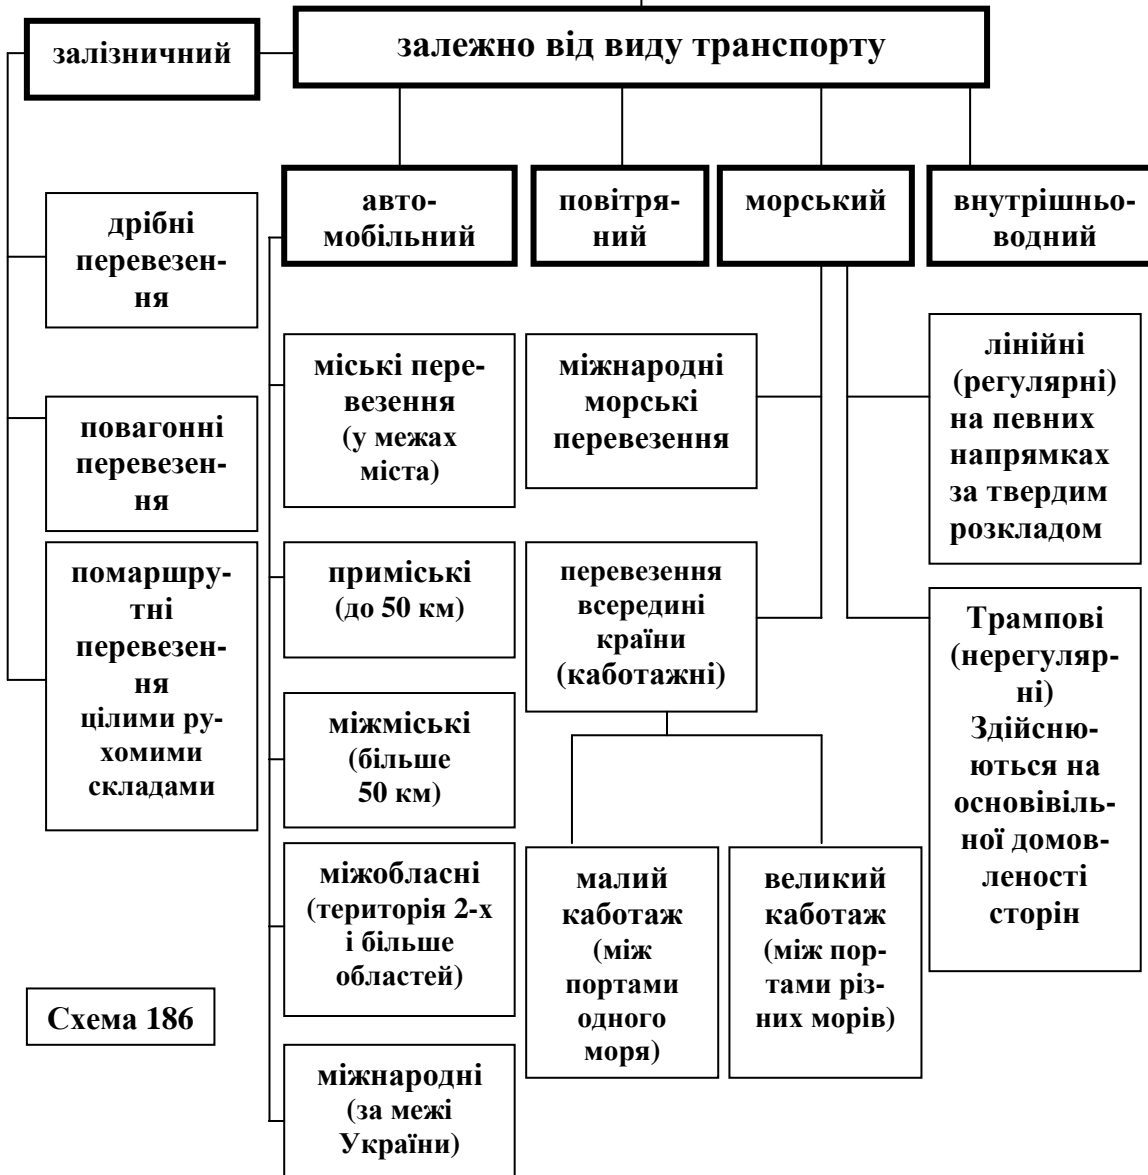 залізничний
залежно від виду транспорту
авто-
мобільний
повітря-
ний
морський
внутрішньо-
водний
дрібні
перевезен-
ня
повагонні
перевезен-
ня
помаршру-
тні
перевезен-
ня
цілими ру-
хомими
складами
міські пере-
везення
(у межах
міста)
приміські
(до 50 км)
міжміські
(більше
50 км)
міжобласні
(територія 2-х
і більше
областей)
міжнародні
(за межі
України)
міжнародні
морські
перевезення
перевезення
всередині
країни
(каботажні)
малий
каботаж
(між
портами
одного
моря)
великий
каботаж
(між пор-
тами різ-
них морів)
лінійні
(регулярні)
на певних
напрямках
за твердим
розкладом
Трампові
(нерегуляр-
ні)
Здійсню-
ються на
основівіль-
ної домов-
леності
сторін
Схема 186